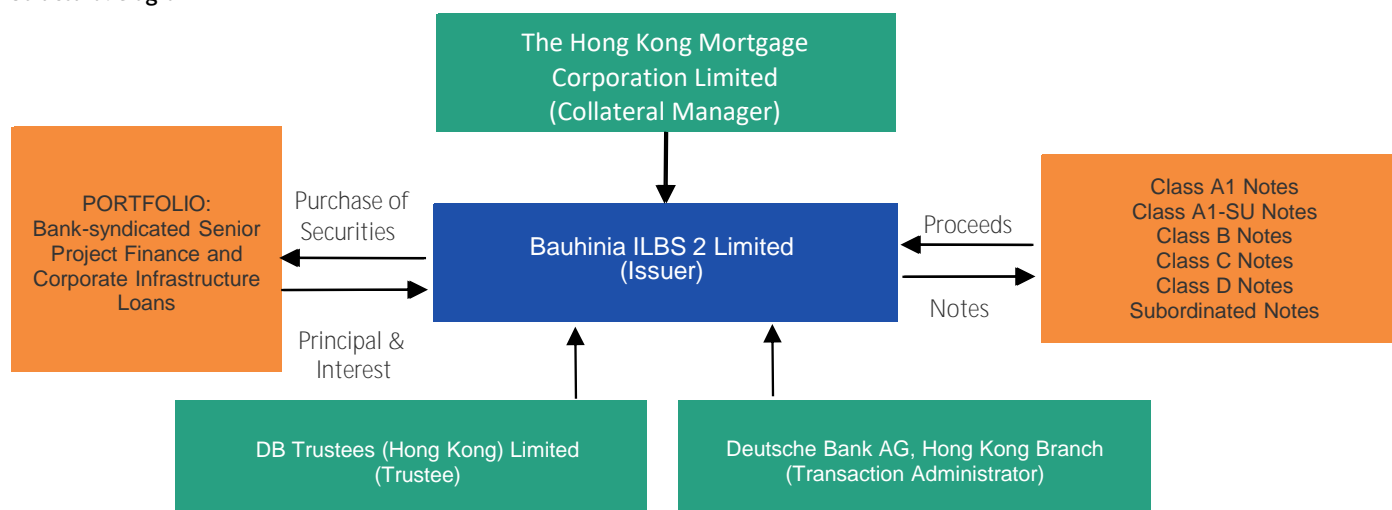 The Hong Kong Mortgage
Corporation Limited
(Collateral Manager)
PORTFOLIO:
Bank-syndicated Senior
Project Finance and
Corporate Infrastructure
Loans
Purchase of
Securities
Principal &
Interest
Bauhinia ILBS 2 Limited
(Issuer)
Proceeds
Notes
Class A1 Notes
Class A1-SU Notes
Class B Notes
Class C Notes
Class D Notes
Subordinated Notes
DB Trustees (Hong Kong) Limited
(Trustee)
Deutsche Bank AG, Hong Kong Branch
(Transaction Administrator)